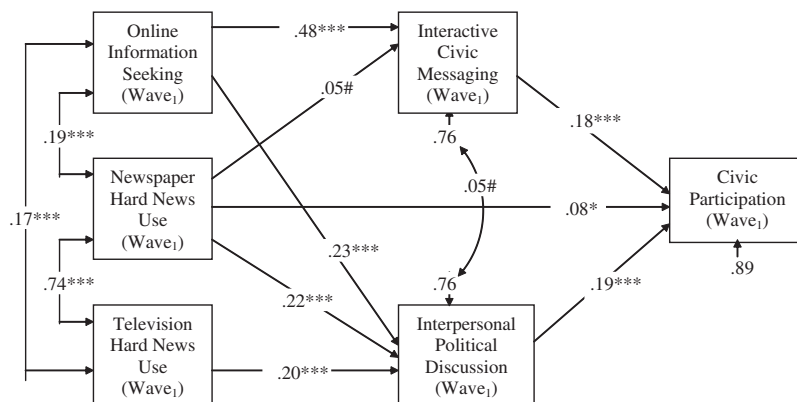 Online
Information
Seeking
(Wave₁)
.48***
Interactive
Civic
Messaging
(Wave₁)
.05#
.19***
.76
.18***
Newspaper
Hard News
Use
(Wave₁)
.05#
Civic
Participation
(Wave₁)
.08*
.17***
.23***
.89
.74***
.76
.19***
.22***
Television
Hard News
Use
(Wave₁)
.20***
Interpersonal
Political
Discussion
(Wave₁)